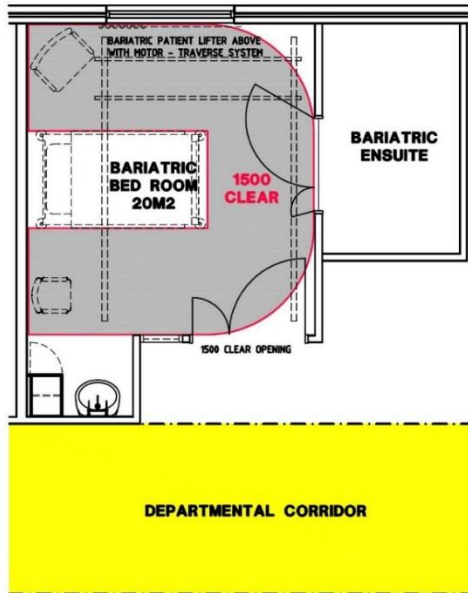 BARIATRIC PATIENT LIFTER ABOVE
WITH MOTOR - TRAVERSE SYSTEM
BARIATRIC
BED ROOM
20M2
1500
CLEAR
BARIATRIC
ENSUITE
1500 CLEAR OPENING
DEPARTMENTAL CORRIDOR